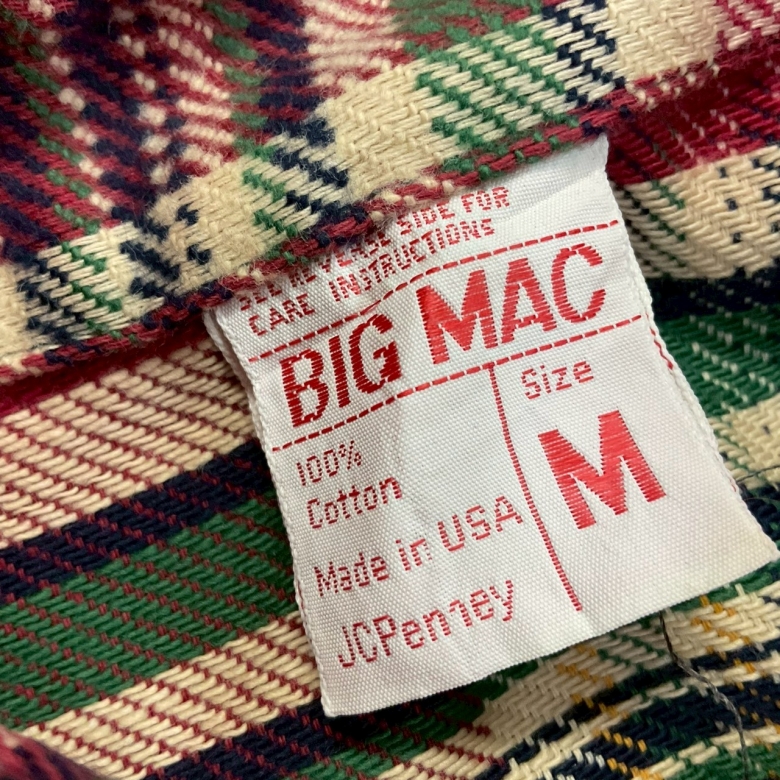 SEE REVERSE SIDE FOR
CARE INSTRUCTIONS
BIG MAC
Size
M
100%
Cotton
Made in USA
JCPenney